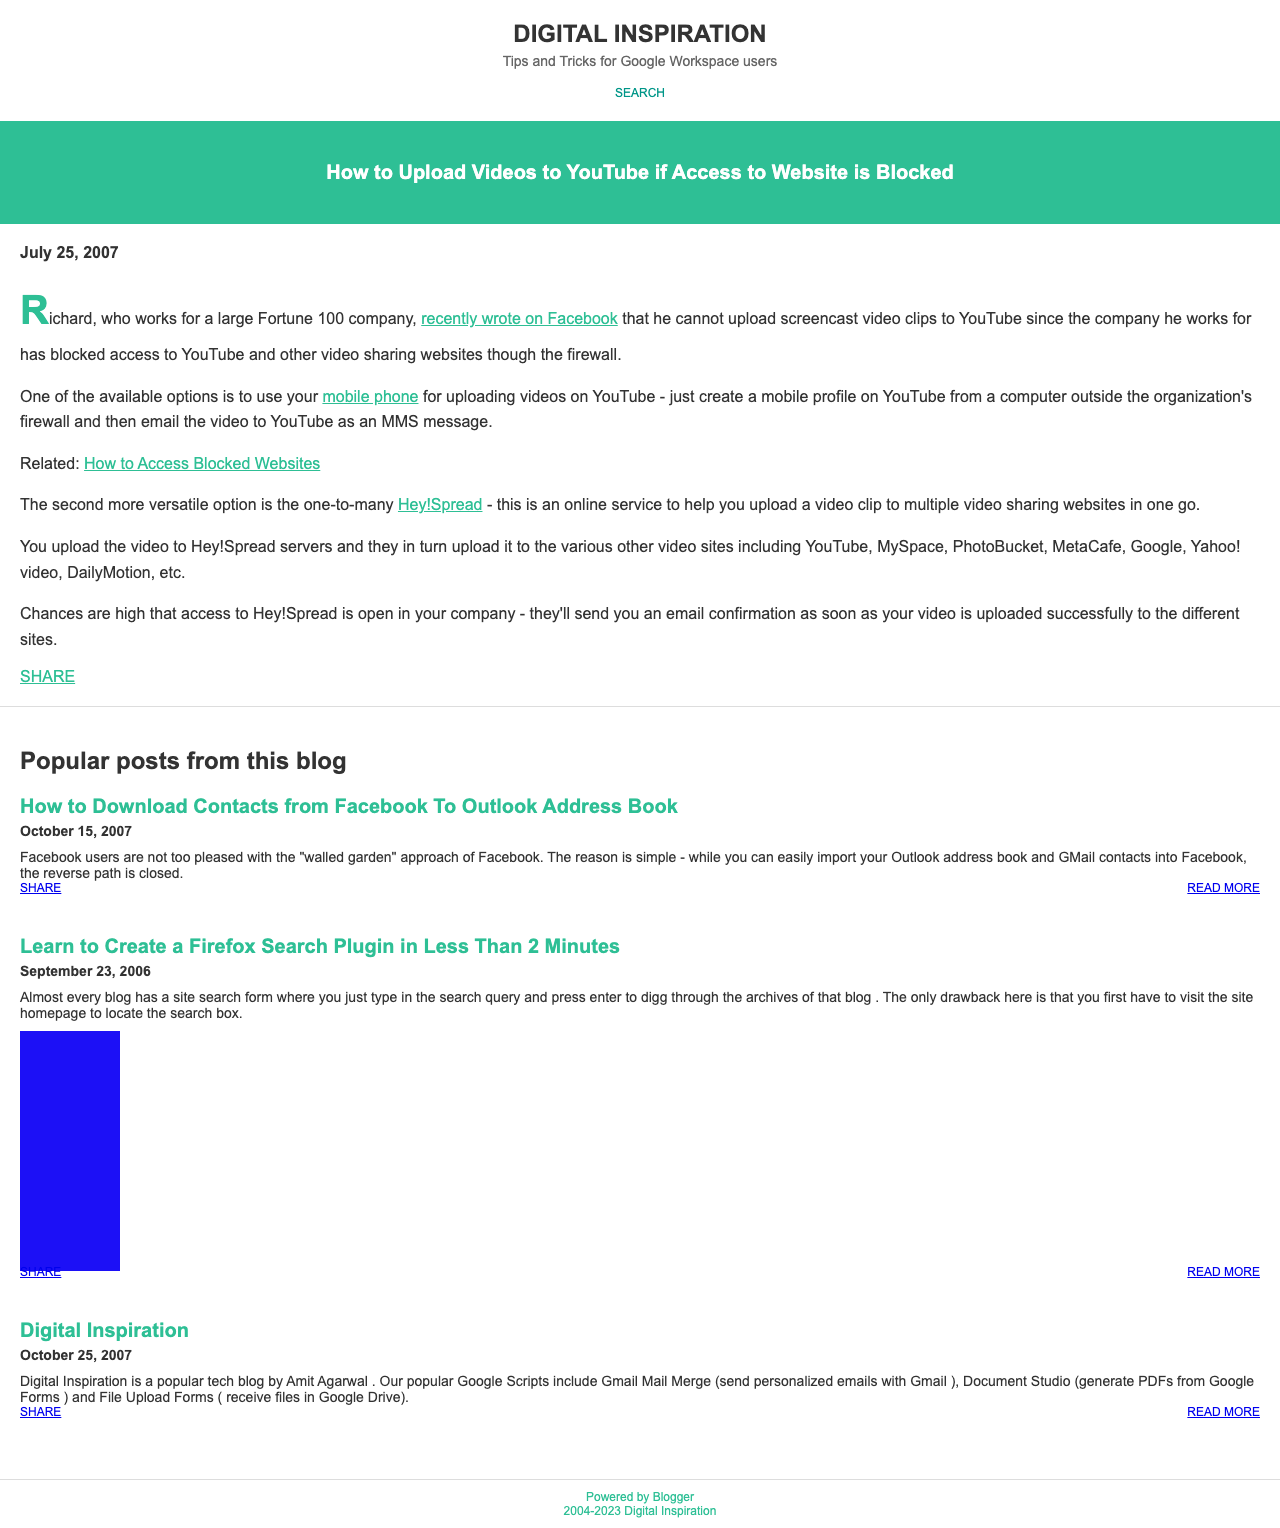 DIGITAL INSPIRATION
Tips and Tricks for Google Workspace users
SEARCH
How to Upload Videos to YouTube if Access to Website is Blocked
July 25, 2007
Richard, who works for a large Fortune 100 company, recently wrote on Facebook that he cannot upload screencast video clips to YouTube since the company he works for
has blocked access to YouTube and other video sharing websites though the firewall.
One of the available options is to use your mobile phone for uploading videos on YouTube - just create a mobile profile on YouTube from a computer outside the organization's
firewall and then email the video to YouTube as an MMS message.
Related: How to Access Blocked Websites
The second more versatile option is the one-to-many Hey!Spread - this is an online service to help you upload a video clip to multiple video sharing websites in one go.
You upload the video to Hey!Spread servers and they in turn upload it to the various other video sites including YouTube, MySpace, PhotoBucket, MetaCafe, Google, Yahoo!
video, DailyMotion, etc.
Chances are high that access to Hey!Spread is open in your company - they'll send you an email confirmation as soon as your video is uploaded successfully to the different
sites.
SHARE
Popular posts from this blog
How to Download Contacts from Facebook To Outlook Address Book
October 15, 2007
Facebook users are not too pleased with the "walled garden" approach of Facebook. The reason is simple - while you can easily import your Outlook address book and GMail contacts into Facebook,
the reverse path is closed.
SHARE READ MORE
Learn to Create a Firefox Search Plugin in Less Than 2 Minutes
September 23, 2006
Almost every blog has a site search form where you just type in the search query and press enter to digg through the archives of that blog . The only drawback here is that you first have to visit the site
homepage to locate the search box.
SHARE READ MORE
Digital Inspiration
October 25, 2007
Digital Inspiration is a popular tech blog by Amit Agarwal . Our popular Google Scripts include Gmail Mail Merge (send personalized emails with Gmail ), Document Studio (generate PDFs from Google
Forms ) and File Upload Forms ( receive files in Google Drive).
SHARE READ MORE
Powered by Blogger
2004-2023 Digital Inspiration